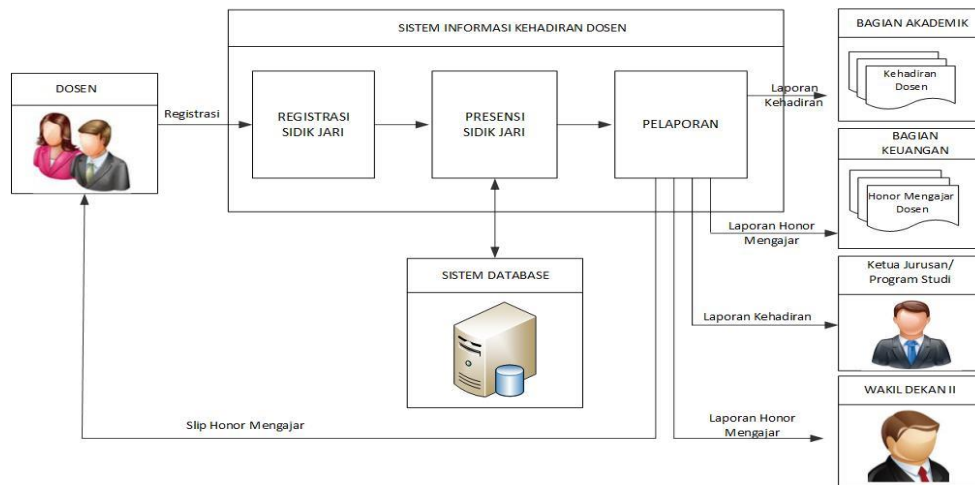 SISTEM INFORMASI KEHADIRAN DOSEN
BAGIAN AKADEMIK
Kehadiran
Dosen
DOSEN
Registrasi
REGISTRASI
SIDIK JARI
PRESENSI
SIDIK JARI
PELAPORAN
Laporan
Kehadiran
BAGIAN
KEUANGAN
Honor Mengajar
Dosen
Laporan Honor
Mengajar
SISTEM DATABASE
Ketua Jurusan/
Program Studi
Laporan Kehadiran
WAKIL DEKAN II
Slip Honor Mengajar
Laporan Honor
Mengajar